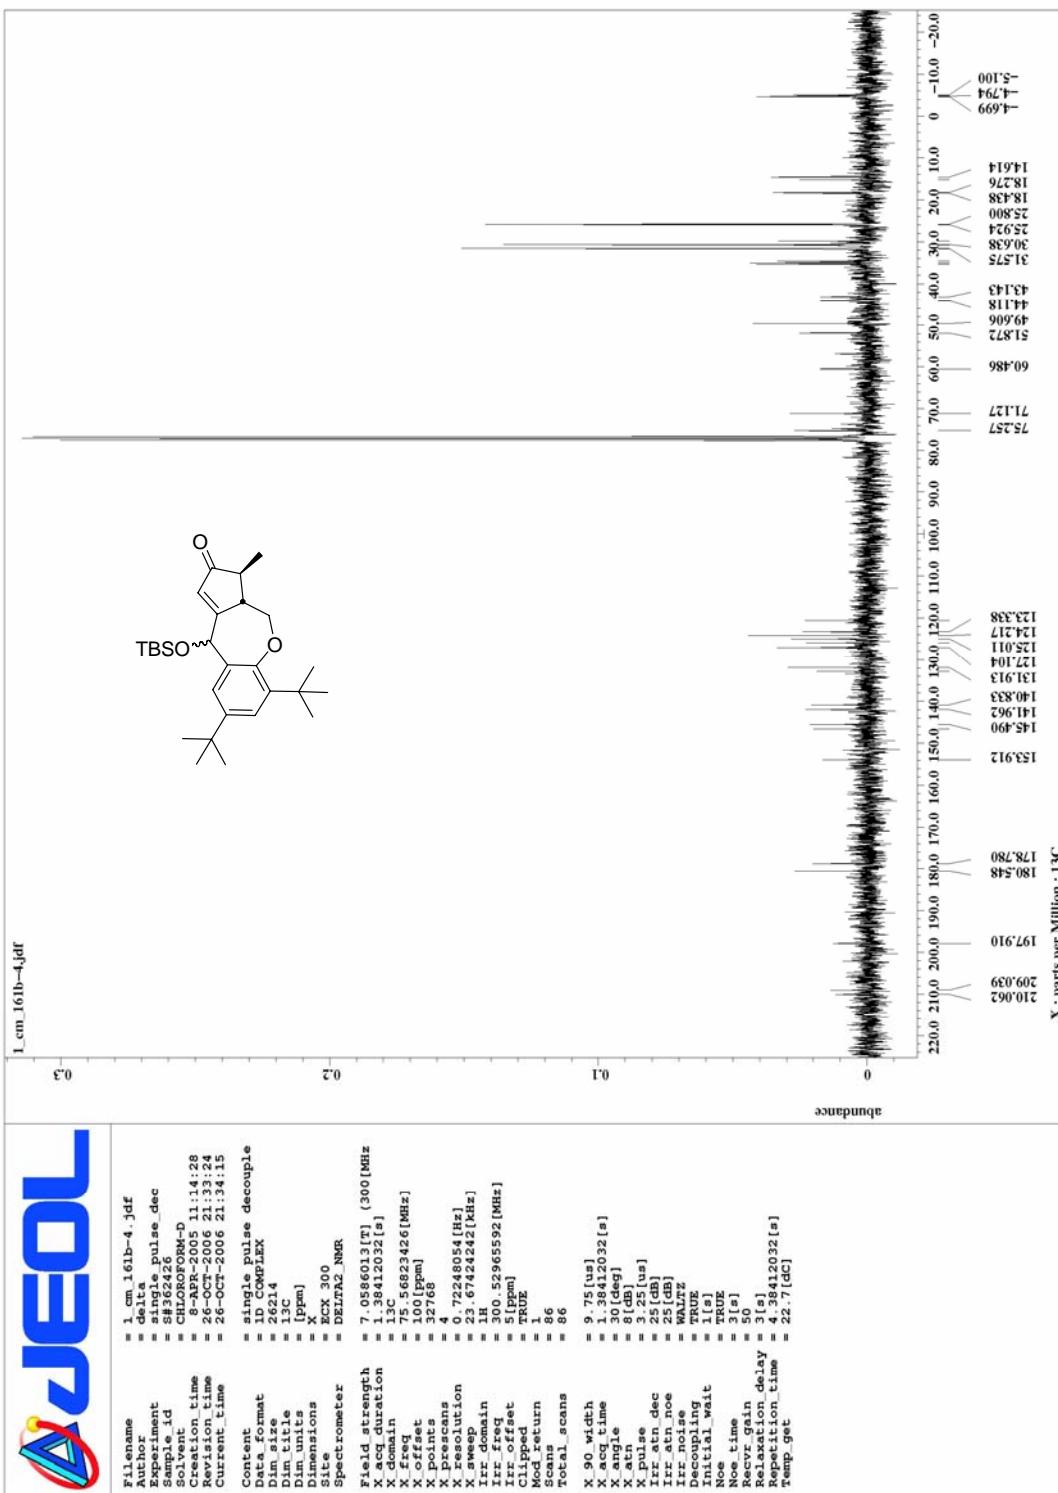 JEOL
Filename = 1_cm_161b-4.jdf
Author = delta
Experiment = single_pulse_dec
Sample_id = S#362426
Solvent = CHLOROFORM-D
Creation_time = 8-APR-2005 11:14:28
Revision_time = 26-OCT-2006 21:33:24
Current_time = 26-OCT-2006 21:34:15
Content = single pulse decouple
Data_format = 1D COMPLEX
Dim_size = 26214
Dim_title = 13C
Dim_units = [ppm]
Dimensions = X
Site = ECX 300
Spectrometer = DELTA2_NMR
Field_strength = 7.0586013[T] (300[MHz
X_acq_duration = 1.38412032[s]
X_domain = 13C
X_freq = 75.56823426[MHz]
X_offset = 100[ppm]
X_points = 32768
X_prescans = 4
X_resolution = 0.72248054[Hz]
X_sweep = 23.67424242[kHz]
Irr_domain = 1H
Irr_freq = 300.52965592[MHz]
Irr_offset = 5[ppm]
Clipped = TRUE
Mod_return = 1
Scans = 86
Total_scans = 86
X_90_width = 9.75[us]
X_acq_time = 1.38412032[s]
X_angle = 30[deg]
X_atn = 8[dB]
X_pulse = 3.25[us]
Irr_atn_dec = 25[dB]
Irr_atn_noe = 25[dB]
Irr_noise = WALTZ
Decoupling = TRUE
Initial_wait = 1[s]
Noe = TRUE
Noe_time = 3[s]
Recvr_gain = 50
Relaxation_delay = 3[s]
Repetition_time = 4.38412032[s]
Temp_get = 22.7[dC]
1_cm_161b-4.jdf
abundance
0 0.1 0.2 0.3
O
TBSO
O
220.0 210.0 200.0 190.0 180.0 170.0 160.0 150.0 140.0 130.0 120.0 110.0 100.0 90.0 80.0 70.0 60.0 50.0 40.0 30.0 20.0 10.0 0 -10.0 -20.0
210.062
209.039
197.910
180.548
178.780
153.912
145.490
141.962
140.833
131.913
127.104
125.011
124.217
123.338
75.257
71.127
60.486
51.872
49.606
44.118
43.143
31.575
30.638
25.924
25.800
18.438
18.276
14.614
-4.699
-4.794
-5.100
X : parts per Million : 13C